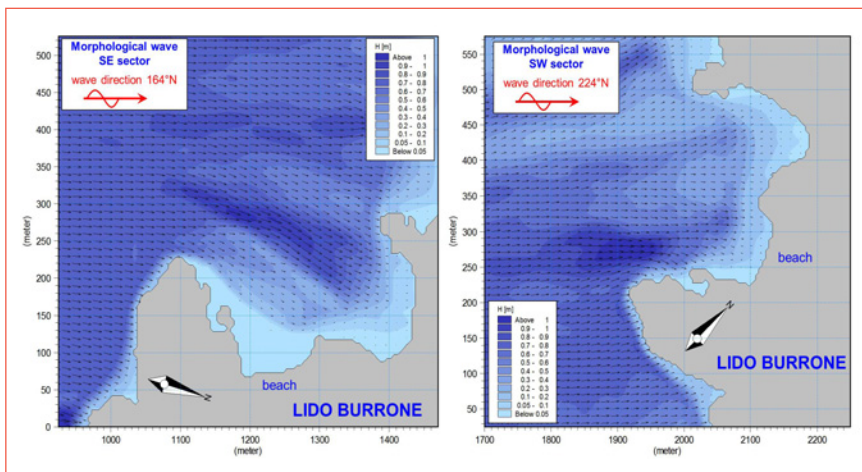 Morphological wave
SE sector
wave direction 164°N
H [m]
Above 1
0.9 - 1
0.8 - 0.9
0.7 - 0.8
0.6 - 0.7
0.5 - 0.6
0.4 - 0.5
0.3 - 0.4
0.2 - 0.3
0.1 - 0.2
0.05 - 0.1
Below 0.05
500
450
400
350
300
250
200
150
100
50
0
(meter)
beach
N
LIDO BURRONE
1000 1100 1200 1300 1400
(meter)
Morphological wave
SW sector
wave direction 224°N
550
500
450
400
350
300
250
200
150
100
50
(meter)
beach
H [m]
Above 1
0.9 - 1
0.8 - 0.9
0.7 - 0.8
0.6 - 0.7
0.5 - 0.6
0.4 - 0.5
0.3 - 0.4
0.2 - 0.3
0.1 - 0.2
0.05 - 0.1
Below 0.05
N
LIDO BURRONE
1700 1800 1900 2000 2100 2200
(meter)